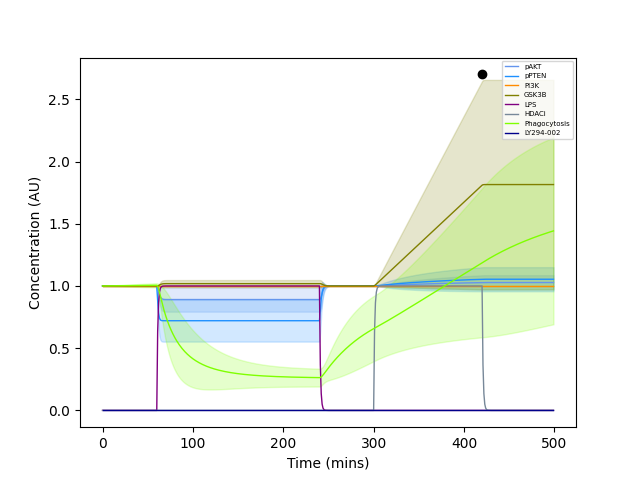 2.5
2.0
1.5
1.0
0.5
0.0
Concentration (AU)
0
100
200
300
400
500
Time (mins)
pAKT
pPTEN
PI3K
GSK3B
LPS
HDACi
Phagocytosis
LY294-002